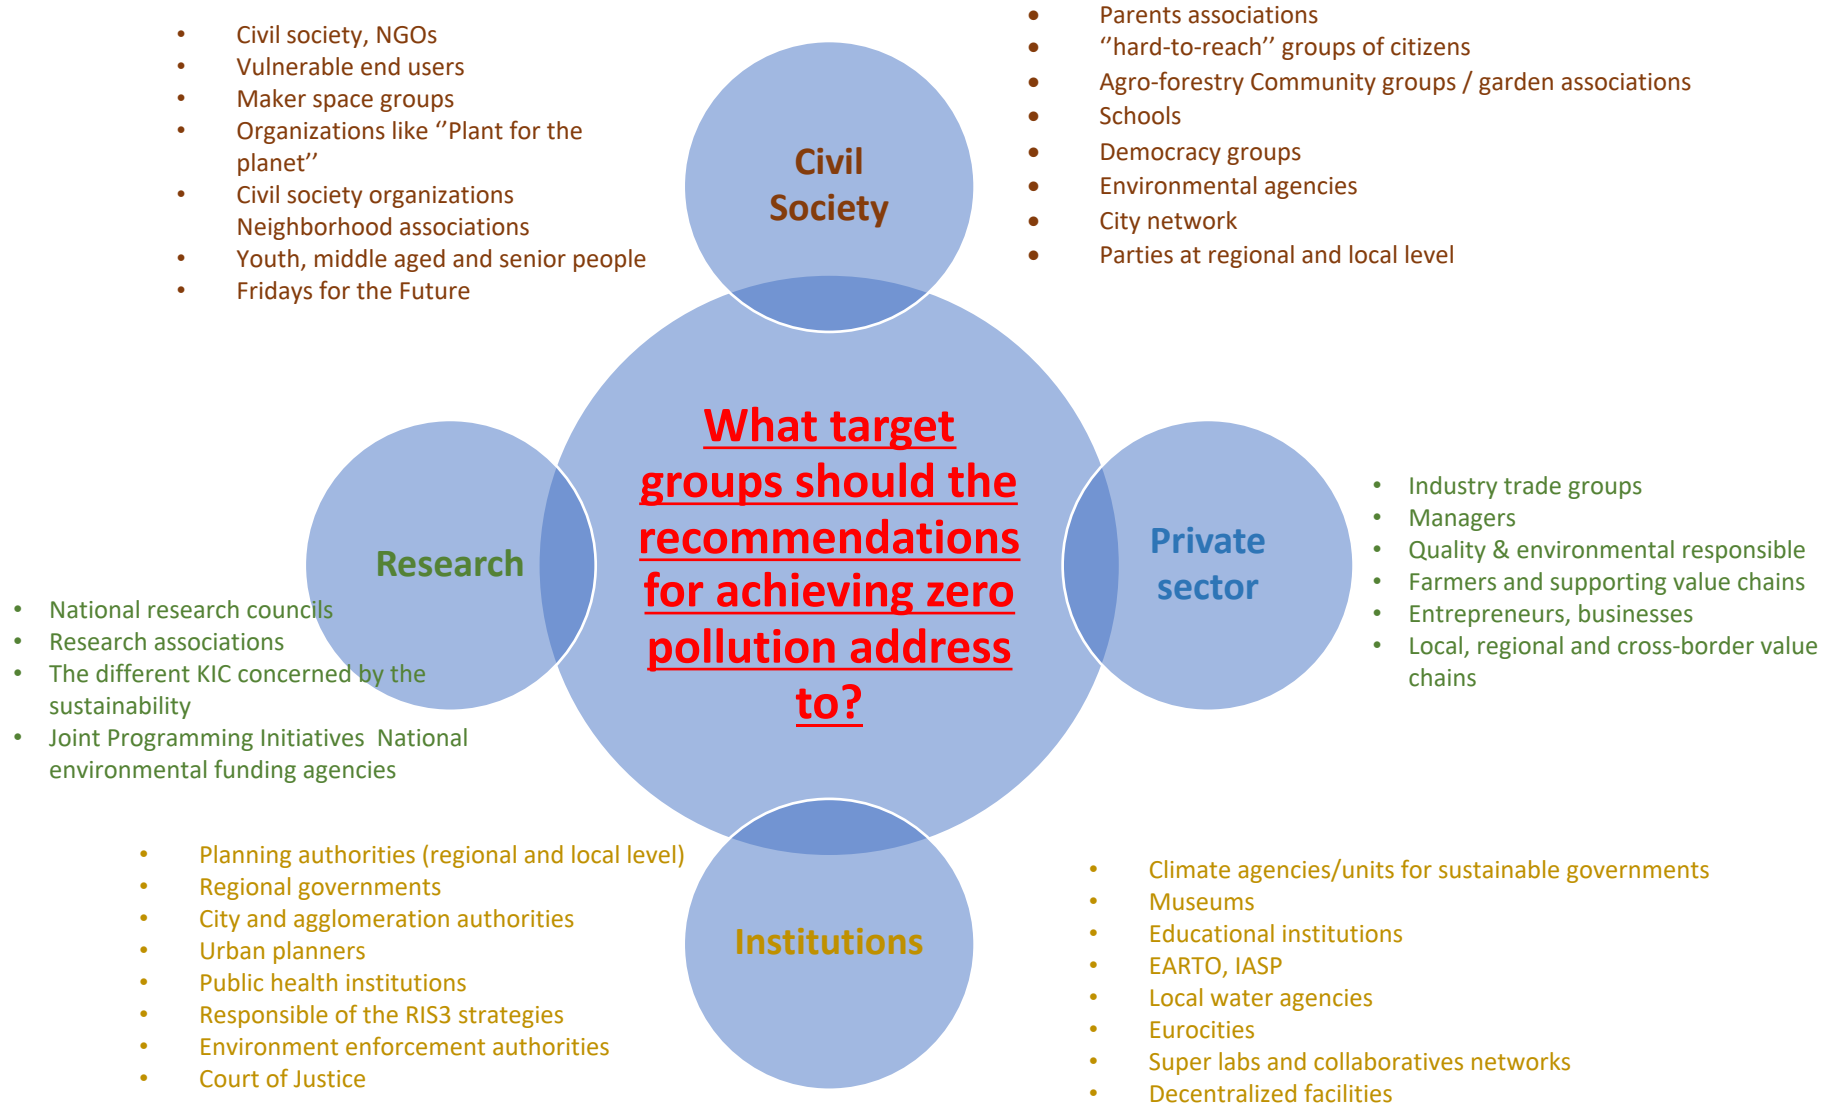 • Civil society, NGOs
• Vulnerable end users
• Maker space groups
• Organizations like ‘’Plant for the
planet’’
• Civil society organizations
Neighborhood associations
• Youth, middle aged and senior people
• Fridays for the Future
• Parents associations
• ‘’hard-to-reach’’ groups of citizens
• Agro-forestry Community groups / garden associations
• Schools
• Democracy groups
• Environmental agencies
• City network
• Parties at regional and local level
Civil
Society
What target
groups should the
recommendations
for achieving zero
pollution address
to?
Research
• National research councils
• Research associations
• The different KIC concerned by the
sustainability
• Joint Programming Initiatives  National
environmental funding agencies
Private
sector
• Industry trade groups
• Managers
• Quality & environmental responsible
• Farmers and supporting value chains
• Entrepreneurs, businesses
• Local, regional and cross-border value
chains
Institutions
• Planning authorities (regional and local level)
• Regional governments
• City and agglomeration authorities
• Urban planners
• Public health institutions
• Responsible of the RIS3 strategies
• Environment enforcement authorities
• Court of Justice
• Climate agencies/units for sustainable governments
• Museums
• Educational institutions
• EARTO, IASP
• Local water agencies
• Eurocities
• Super labs and collaboratives networks
• Decentralized facilities